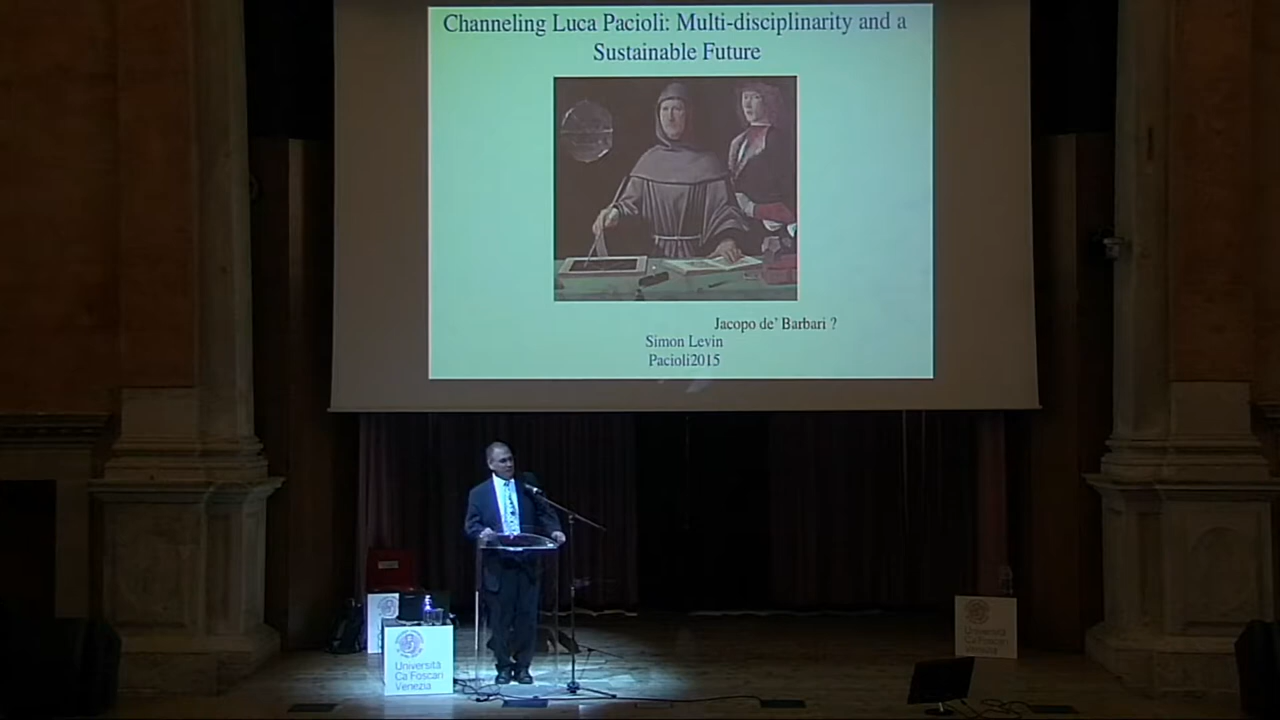 Channeling Luca Pacioli: Multi-disciplinarity and a
Sustainable Future
Jacopo de' Barbari ?
Simon Levin
Pacioli2015
Università
Ca'Foscari
Venezia
Università
Ca'Foscari
Venezia